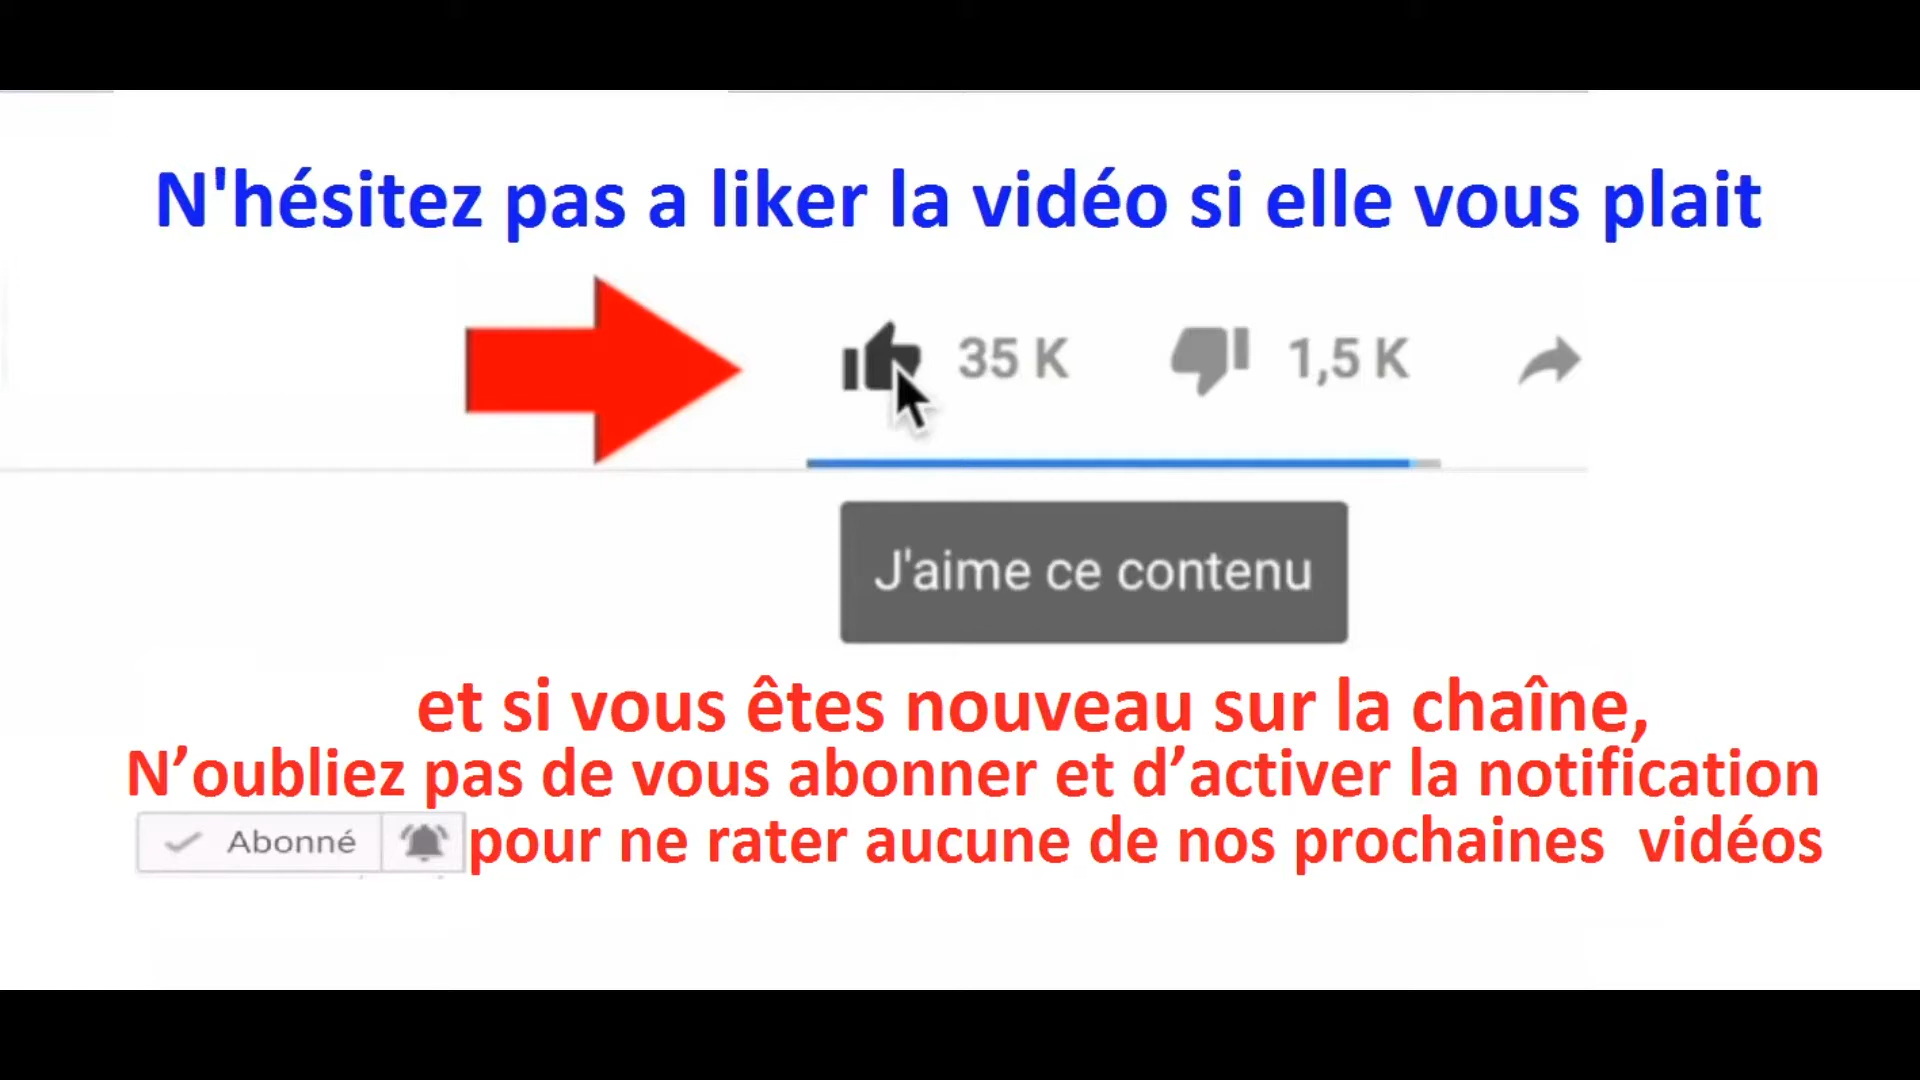 N'hésitez pas a liker la vidéo si elle vous plait
35 K 1,5 K
J'aime ce contenu
et si vous êtes nouveau sur la chaîne,
N’oubliez pas de vous abonner et d’activer la notification
Abonné pour ne rater aucune de nos prochaines vidéos